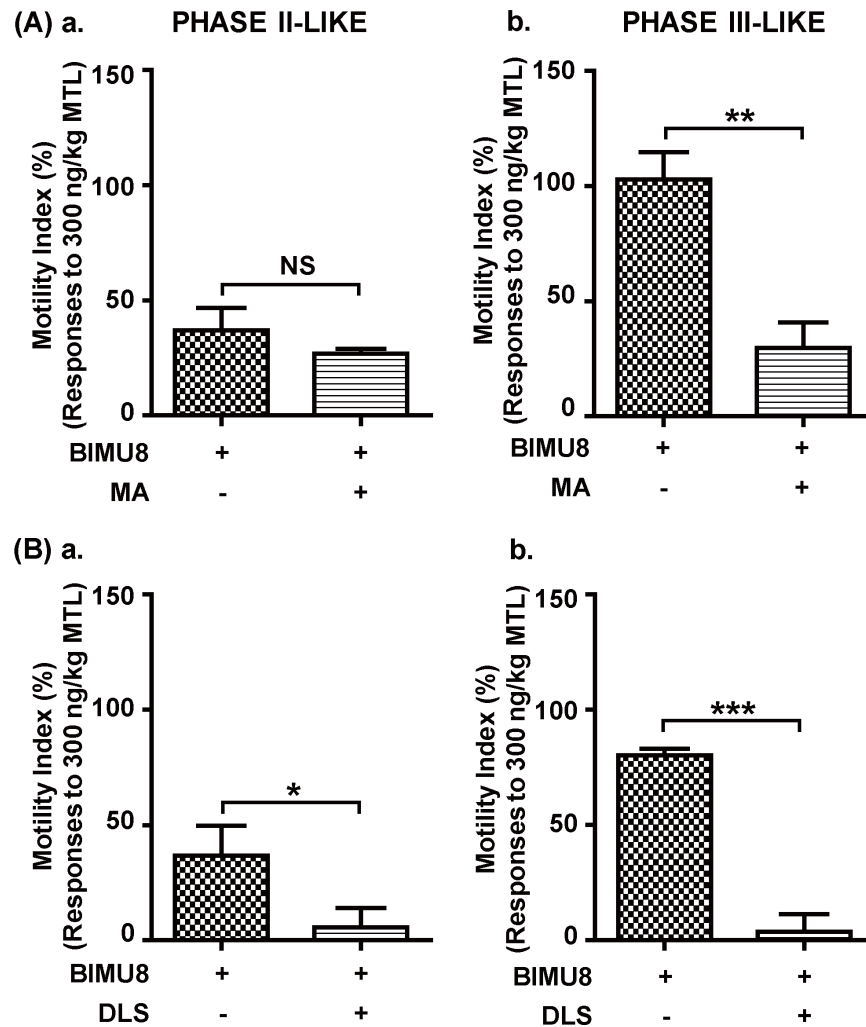 (A) a. PHASE II-LIKE
Motility Index (%)
(Responses to 300 ng/kg MTL)
150
100
50
0
NS
BIMU8 + +
MA - +
b. PHASE III-LIKE
Motility Index (%)
(Responses to 300 ng/kg MTL)
150
100
50
0
**
BIMU8 + +
MA - +
(B) a.
Motility Index (%)
(Responses to 300 ng/kg MTL)
150
100
50
0
*
BIMU8 + +
DLS - +
b.
Motility Index (%)
(Responses to 300 ng/kg MTL)
150
100
50
0
***
BIMU8 + +
DLS - +